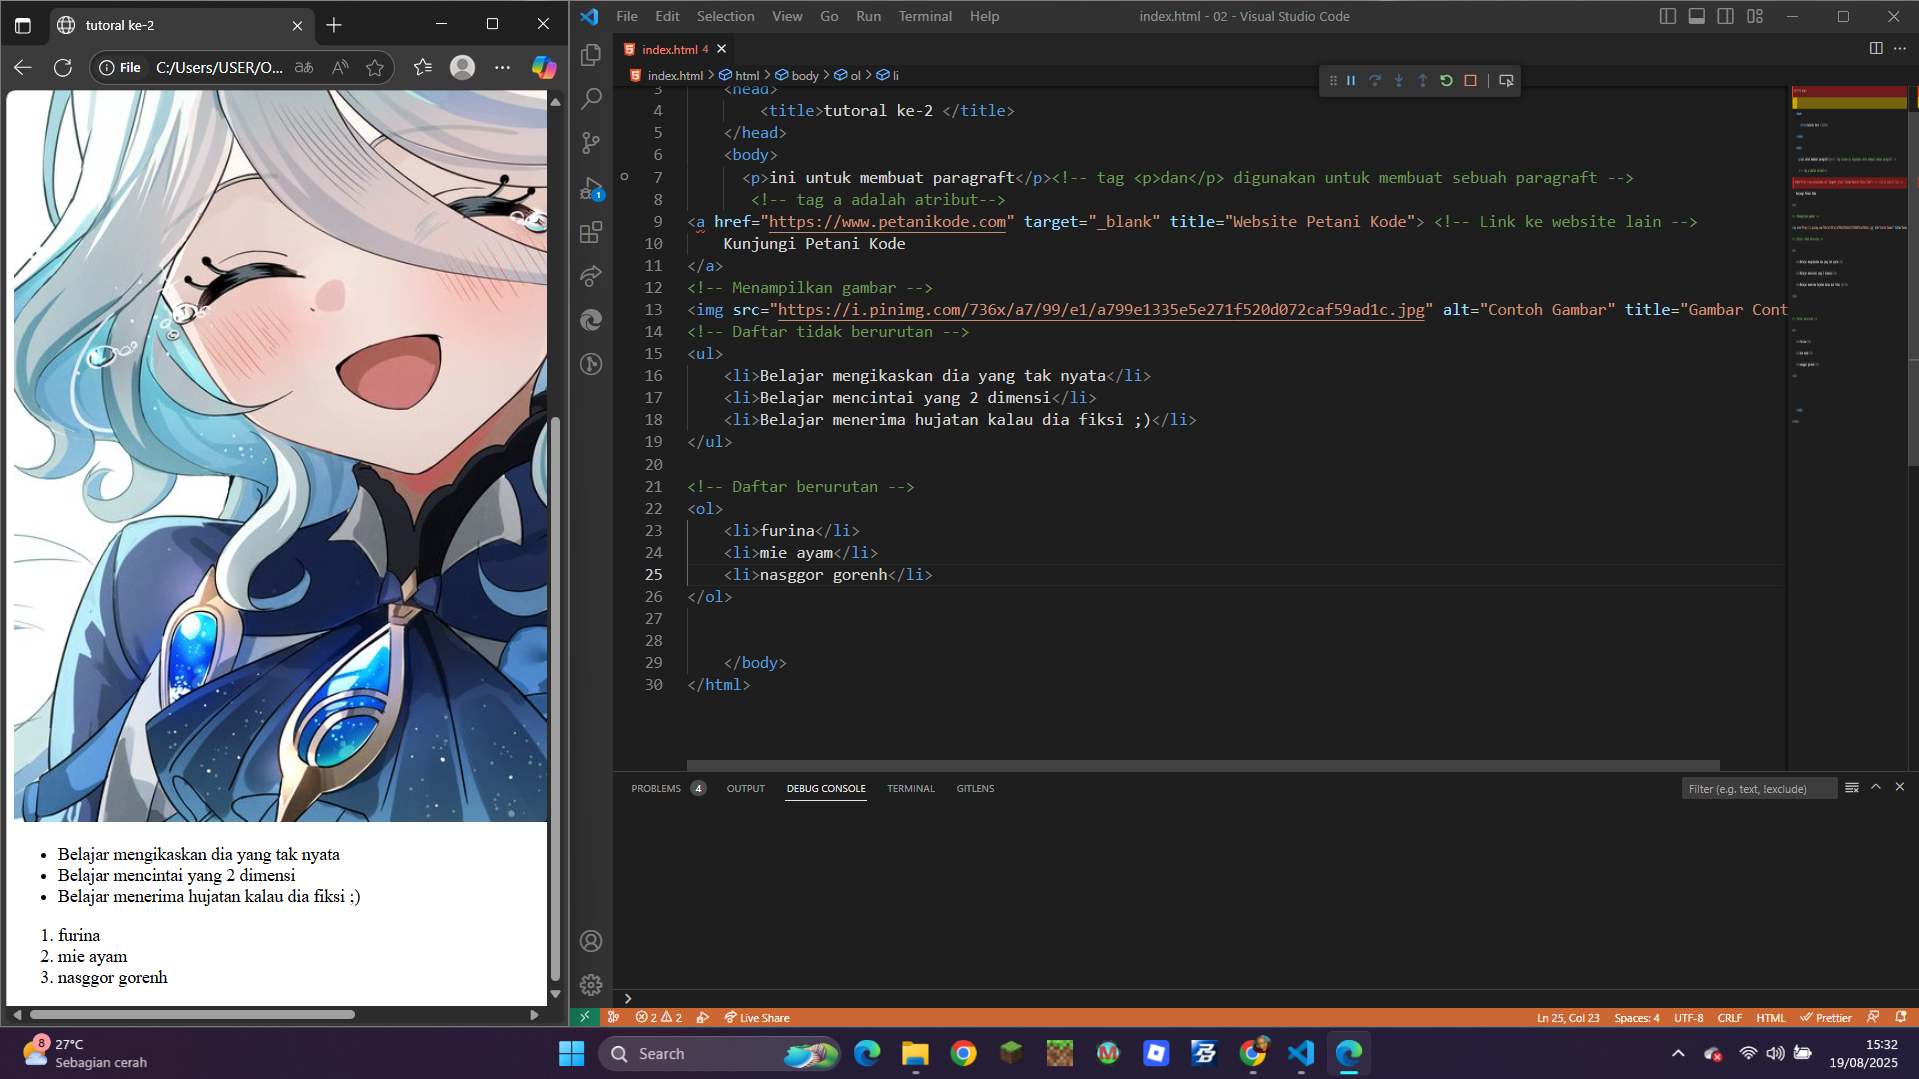 tutoral ke-2
File C:/Users/USER/O...
Belajar mengikaskan dia yang tak nyata
Belajar mencintai yang 2 dimensi
Belajar menerima hujatan kalau dia fiksi ;)
1. furina
2. mie ayam
3. nasggor gorenh
File Edit Selection View Go Run Terminal Help
index.html - 02 - Visual Studio Code
index.html 4
index.html > html > body > ol > li
3 <head>
4 <title>tutoral ke-2 </title>
5 </head>
6 <body>
7 <p>ini untuk membuat paragraft</p><!-- tag <p>dan</p> digunakan untuk membuat sebuah paragraft -->
8 <!-- tag a adalah atribut-->
9 <a href="https://www.petanikode.com" target="_blank" title="Website Petani Kode"> <!-- Link ke website lain -->
10 Kunjungi Petani Kode
11 </a>
12 <!-- Menampilkan gambar -->
13 <img src="https://i.pinimg.com/736x/a7/99/e1/a799e1335e5e271f520d072caf59ad1c.jpg" alt="Contoh Gambar" title="Gambar Cont
14 <!-- Daftar tidak berurutan -->
15 <ul>
16 <li>Belajar mengikaskan dia yang tak nyata</li>
17 <li>Belajar mencintai yang 2 dimensi</li>
18 <li>Belajar menerima hujatan kalau dia fiksi ;)</li>
19 </ul>
20
21 <!-- Daftar berurutan -->
22 <ol>
23 <li>furina</li>
24 <li>mie ayam</li>
25 <li>nasggor gorenh</li>
26 </ol>
27
28
29 </body>
30 </html>
PROBLEMS 4 OUTPUT DEBUG CONSOLE TERMINAL GITLENS
Filter (e.g. text, !exclude)
2 2 Live Share
Ln 25, Col 23 Spaces: 4 UTF-8 CRLF HTML Prettier
8 27°C
Sebagian cerah
Search
15:32
19/08/2025